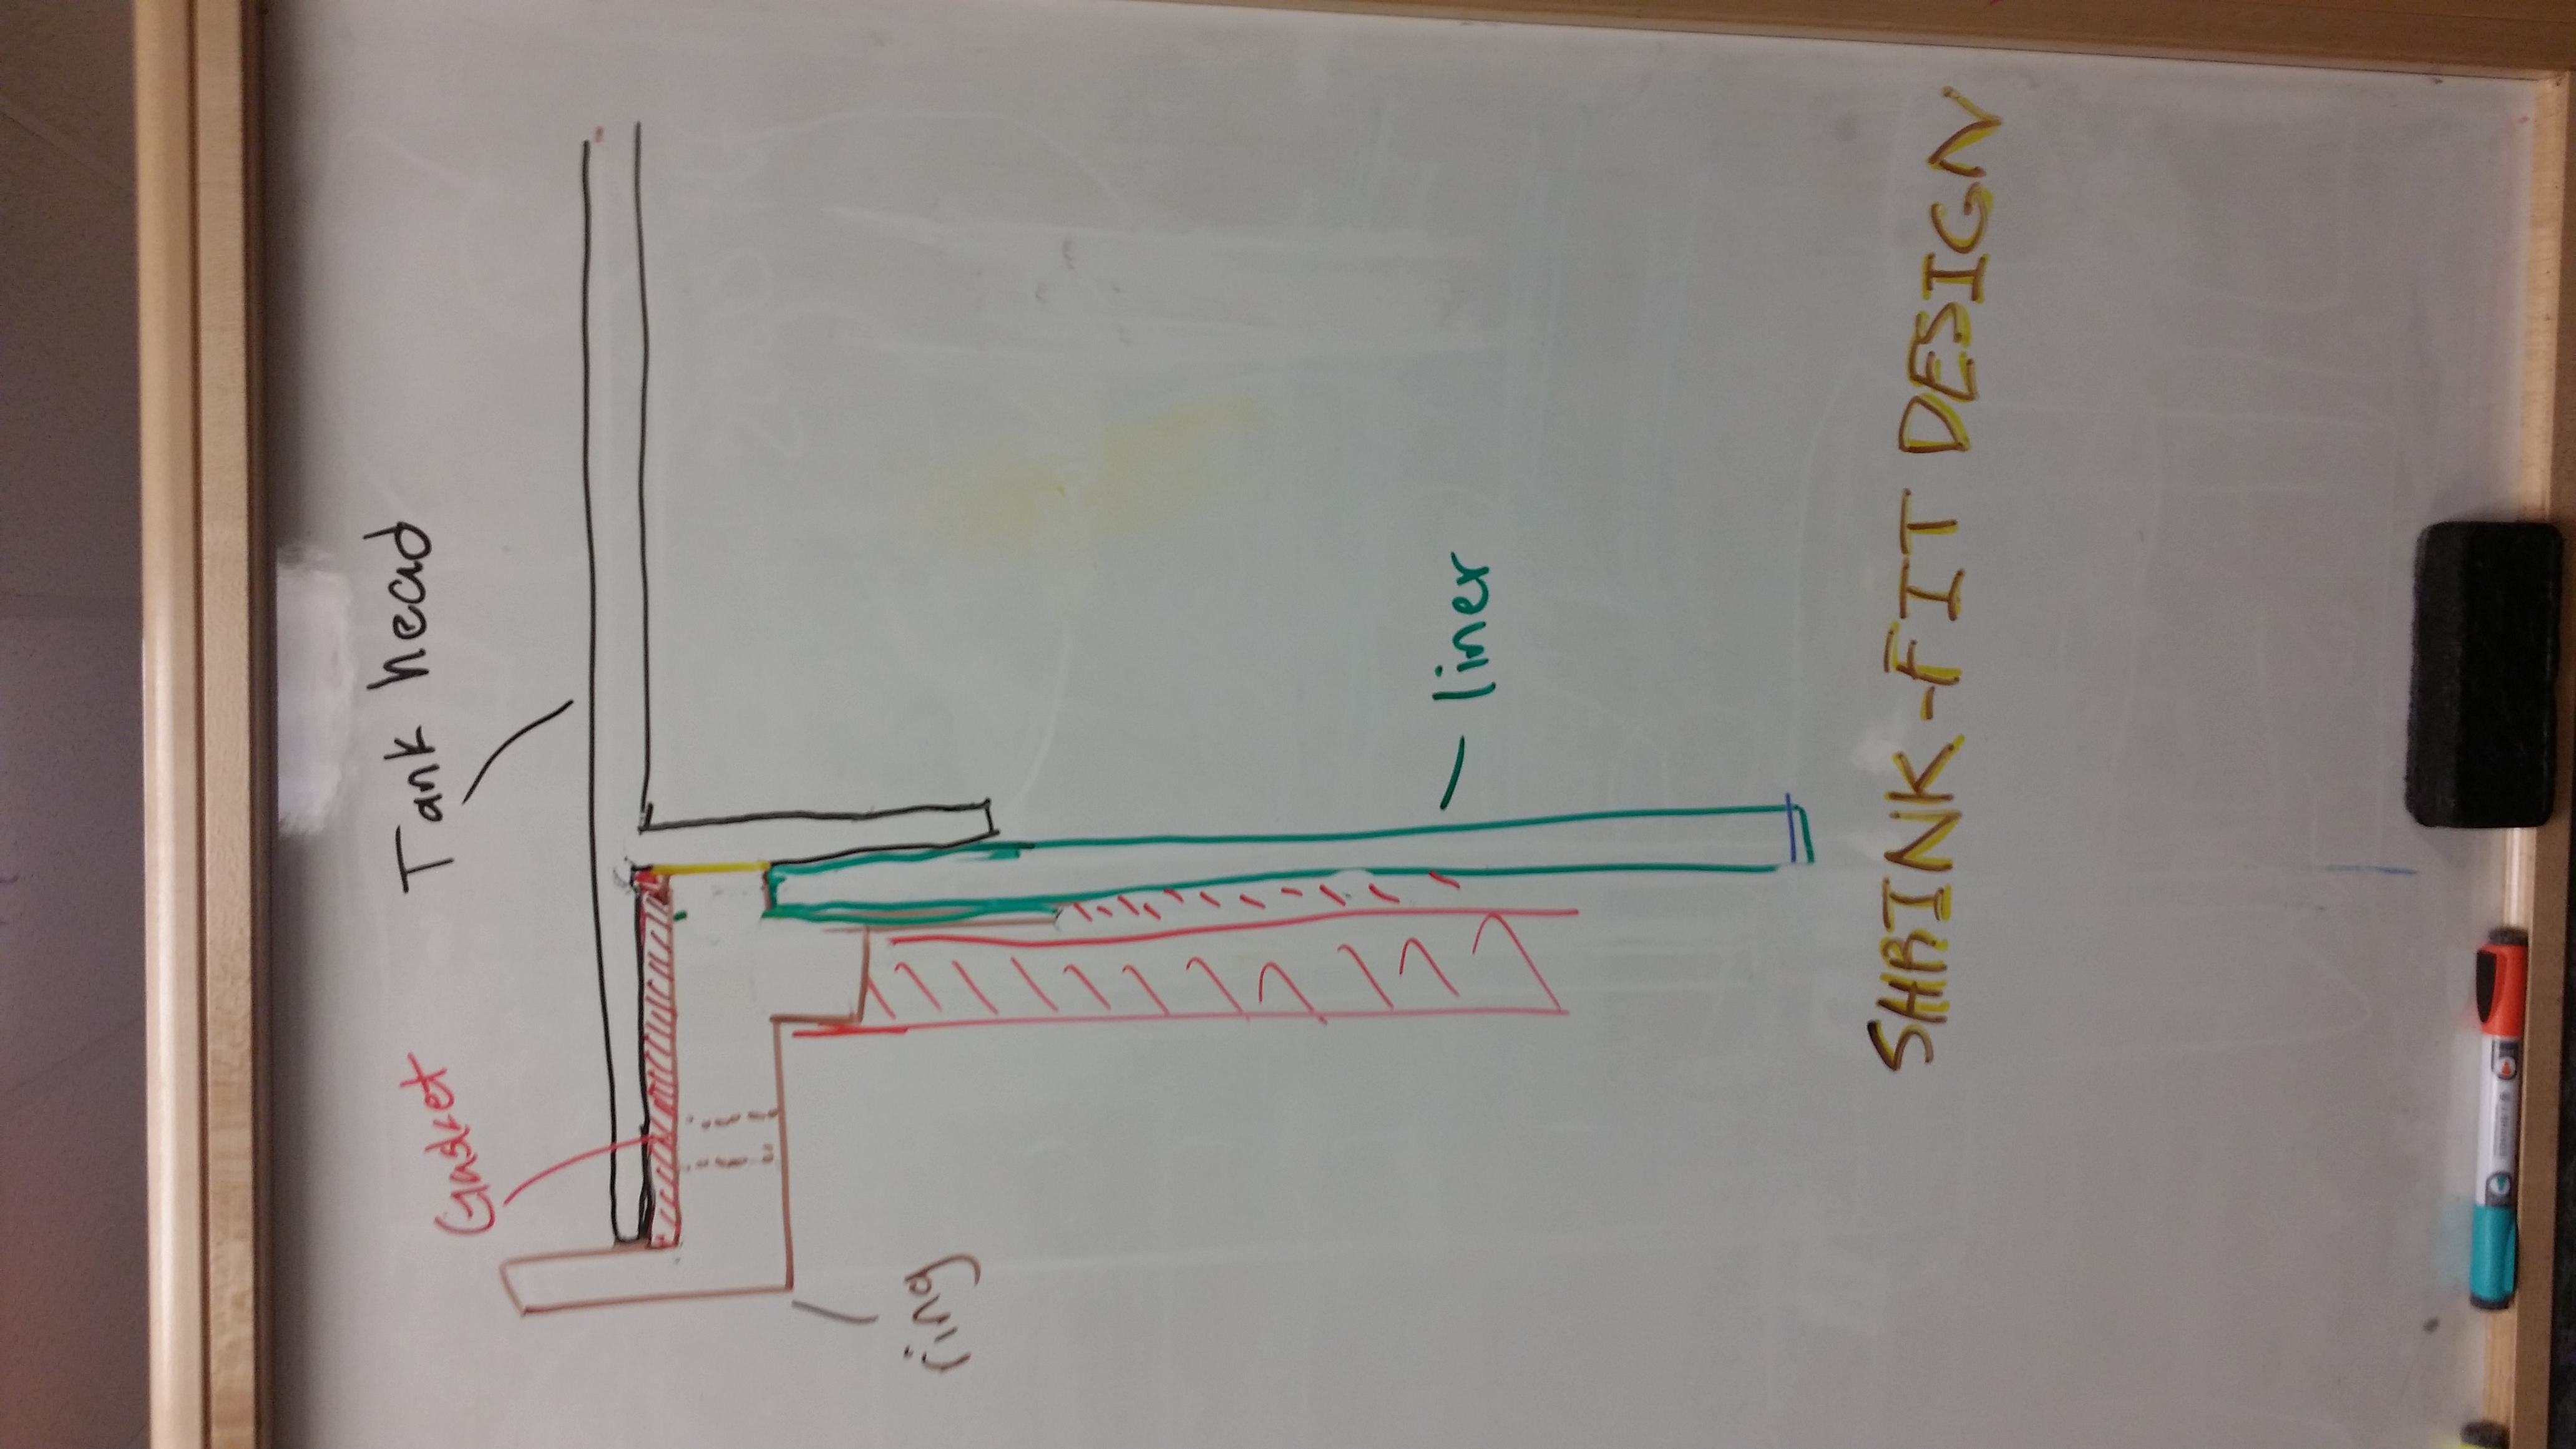 Gasket
Tank head
ring
liner
SHRINK-FIT DESIGN